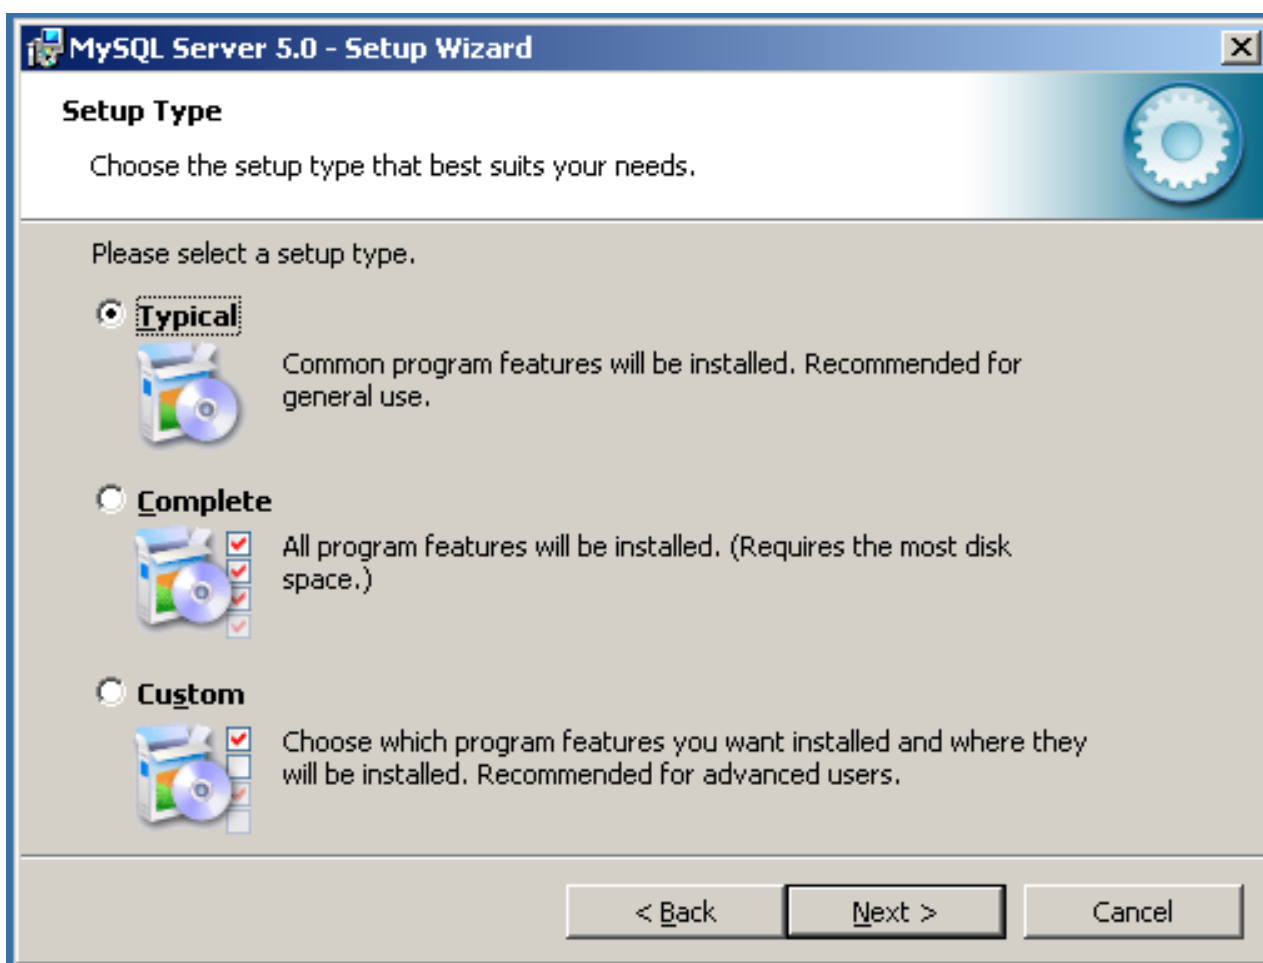 MySQL Server 5.0 - Setup Wizard
Setup Type
Choose the setup type that best suits your needs.
Please select a setup type.
Typical
Common program features will be installed. Recommended for
general use.
Complete
All program features will be installed. (Requires the most disk
space.)
Custom
Choose which program features you want installed and where they
will be installed. Recommended for advanced users.
< Back
Next >
Cancel